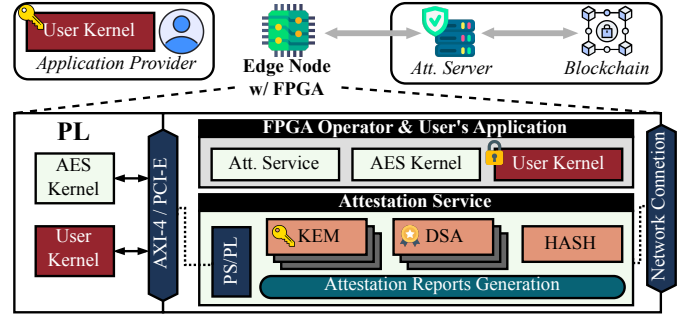 User Kernel
Application Provider
Edge Node
w/ FPGA
Att. Server
Blockchain
PL
AES
Kernel
User
Kernel
AXI-4 / PCI-E
FPGA Operator & User's Application
Att. Service
AES Kernel
User Kernel
Attestation Service
PS/PL
KEM
DSA
HASH
Attestation Reports Generation
Network Connetion